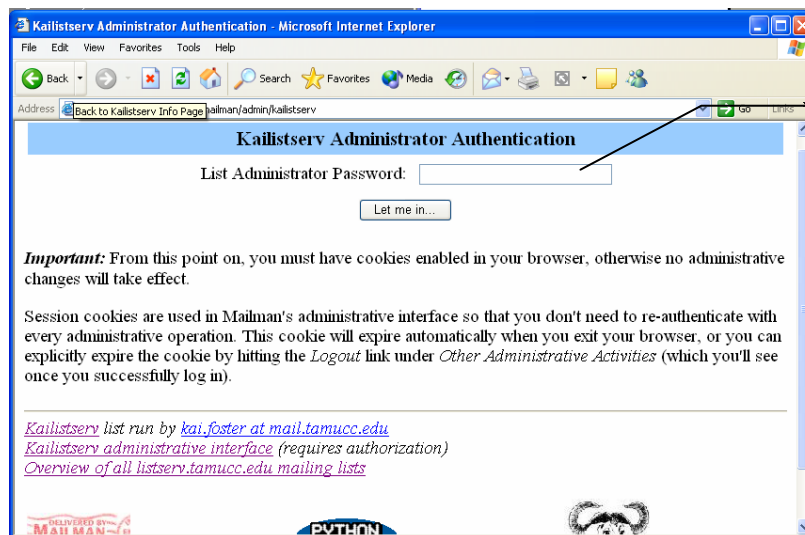 Kailistserv Administrator Authentication - Microsoft Internet Explorer
File Edit View Favorites Tools Help
Back Search Favorites Media
Address Back to Kailistserv Info Page mailman/admin/kailistserv Go Links
Kailistserv Administrator Authentication
List Administrator Password:
Let me in...
Important: From this point on, you must have cookies enabled in your browser, otherwise no administrative
changes will take effect.
Session cookies are used in Mailman's administrative interface so that you don't need to re-authenticate with
every administrative operation. This cookie will expire automatically when you exit your browser, or you can
explicitly expire the cookie by hitting the Logout link under Other Administrative Activities (which you'll see
once you successfully log in).
Kailistserv list run by kai.foster at mail.tamucc.edu
Kailistserv administrative interface (requires authorization)
Overview of all listserv.tamucc.edu mailing lists
DELIVERED BY
MAILMAN
PYTHON